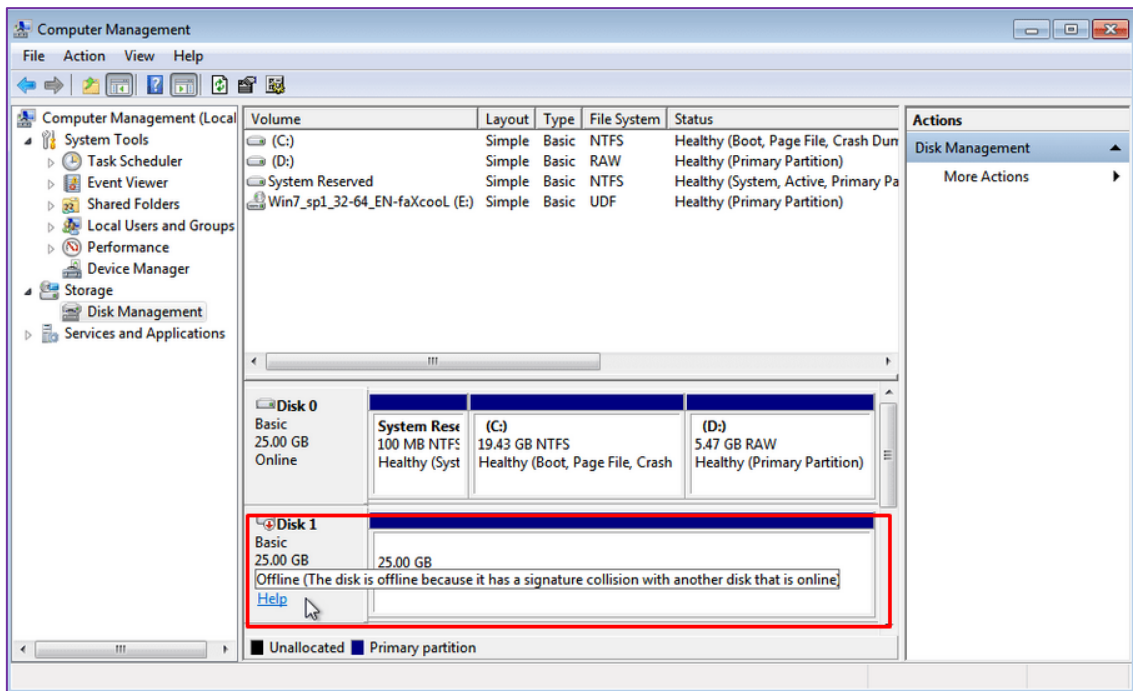 Computer Management
File Action View Help
Computer Management (Local
System Tools
Task Scheduler
Event Viewer
Shared Folders
Local Users and Groups
Performance
Device Manager
Storage
Disk Management
Services and Applications
Volume Layout Type File System Status
(C:) Simple Basic NTFS Healthy (Boot, Page File, Crash Dum
(D:) Simple Basic RAW Healthy (Primary Partition)
System Reserved Simple Basic NTFS Healthy (System, Active, Primary Pa
Win7_sp1_32-64_EN-faXcooL (E:) Simple Basic UDF Healthy (Primary Partition)
Disk 0
Basic
25.00 GB
Online
System Rese
100 MB NTFS
Healthy (Syst
(C:)
19.43 GB NTFS
Healthy (Boot, Page File, Crash
(D:)
5.47 GB RAW
Healthy (Primary Partition)
Disk 1
Basic
25.00 GB
25.00 GB
Offline (The disk is offline because it has a signature collision with another disk that is online)
Help
Unallocated Primary partition
Actions
Disk Management
More Actions